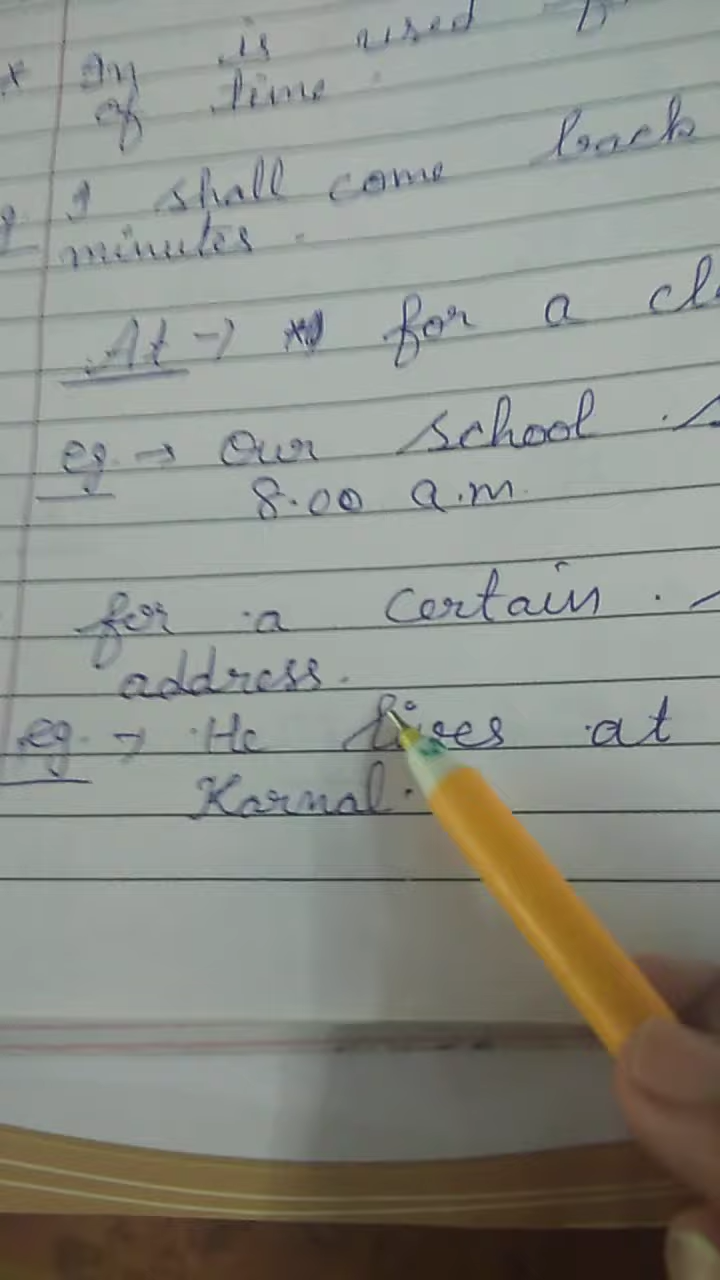 * In is used
of time.
I shall come back
minutes.
At → for a
eg → Our school
8.00 a.m.
for a certain
address.
eg → He lives at
Karnal.